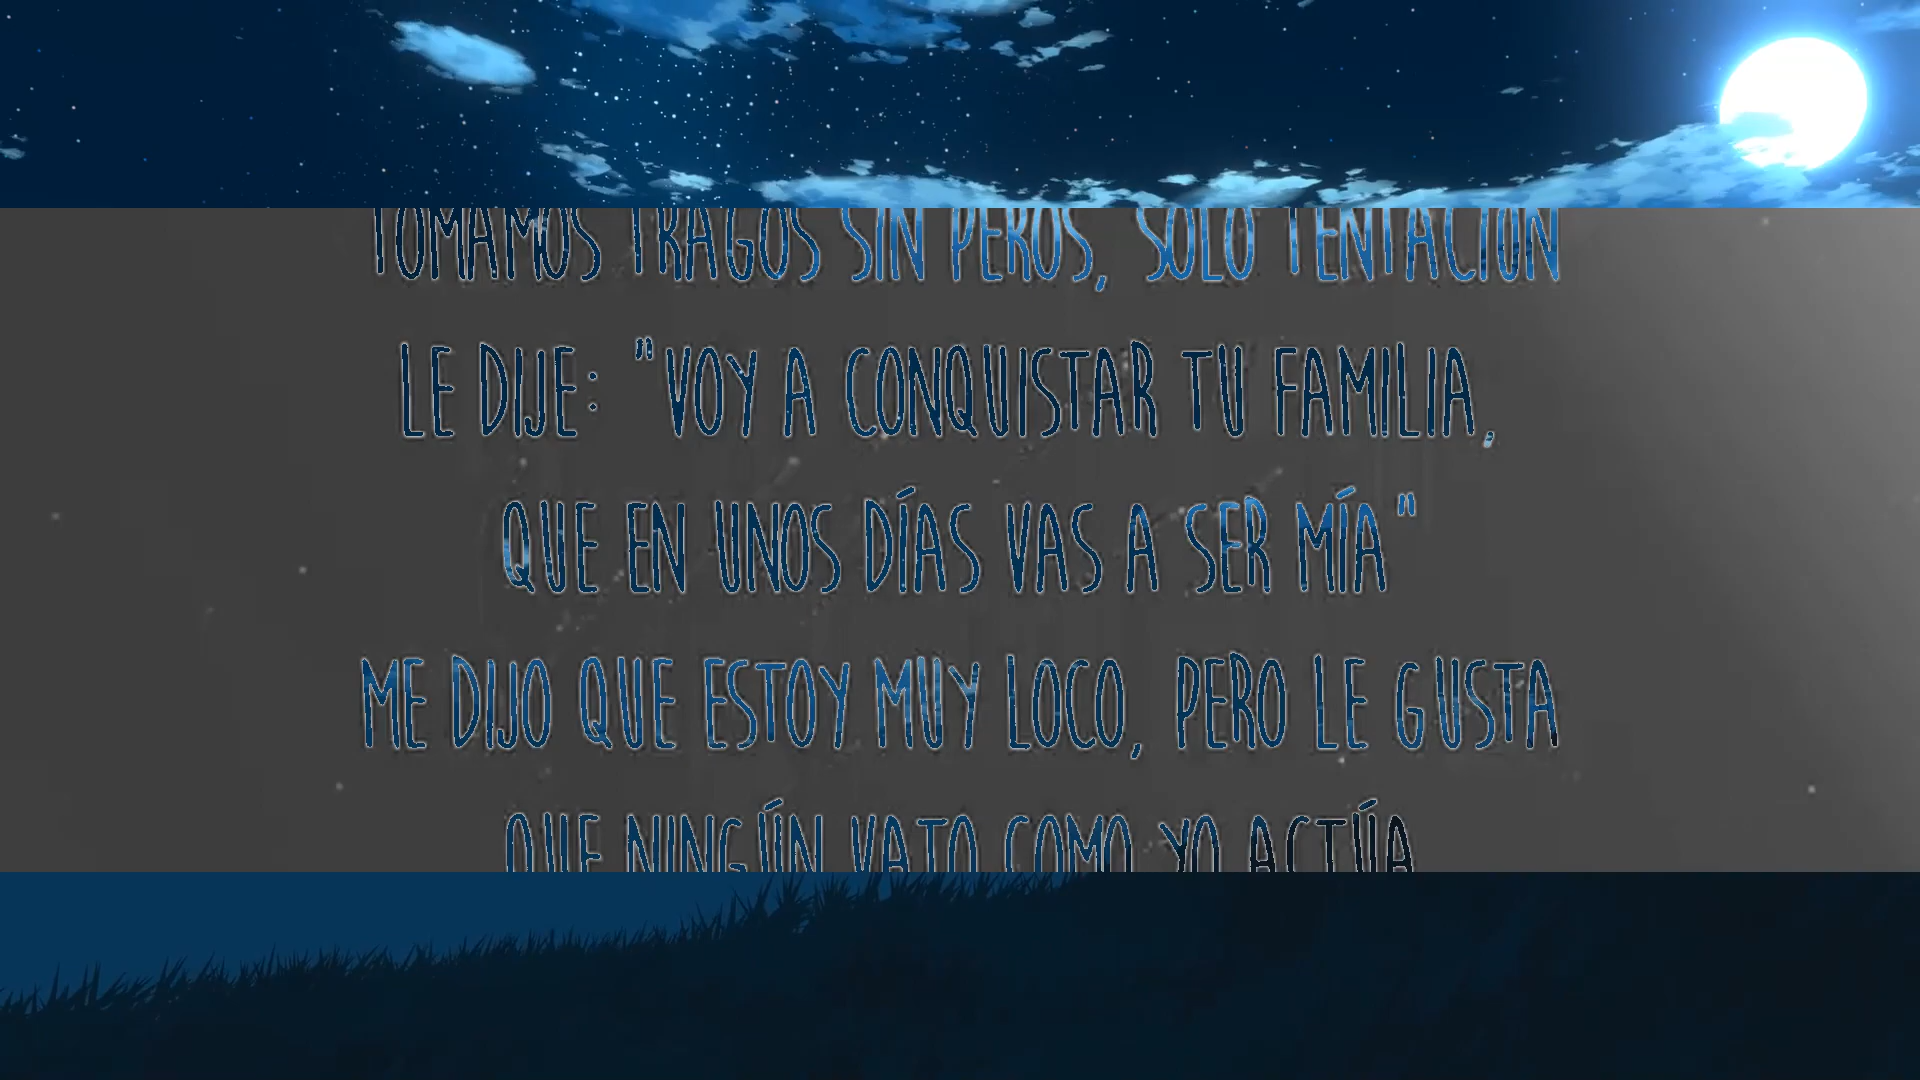 TOMAMOS TRAGOS SIN PEROS, SOLO TENTACIÓN
LE DIJE: "VOY A CONQUISTAR TU FAMILIA,
QUE EN UNOS DÍAS VAS A SER MÍA"
ME DIJO QUE ESTOY MUY LOCO, PERO LE GUSTA
QUE NINGÚN VATO COMO YO ACTÚA